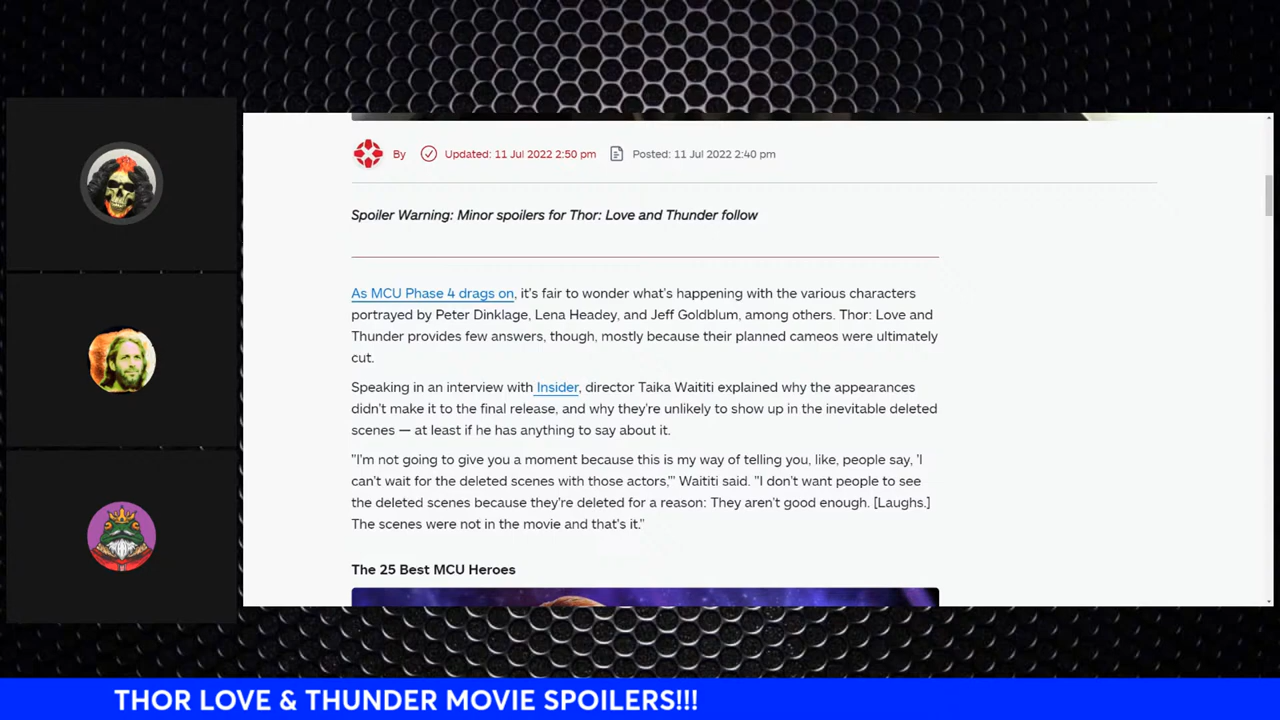 By Updated: 11 Jul 2022 2:50 pm Posted: 11 Jul 2022 2:40 pm
Spoiler Warning: Minor spoilers for Thor: Love and Thunder follow
As MCU Phase 4 drags on, it's fair to wonder what's happening with the various characters
portrayed by Peter Dinklage, Lena Headey, and Jeff Goldblum, among others. Thor: Love and
Thunder provides few answers, though, mostly because their planned cameos were ultimately
cut.
Speaking in an interview with Insider, director Taika Waititi explained why the appearances
didn't make it to the final release, and why they're unlikely to show up in the inevitable deleted
scenes — at least if he has anything to say about it.
"I'm not going to give you a moment because this is my way of telling you, like, people say, 'I
can't wait for the deleted scenes with those actors,'" Waititi said. "I don't want people to see
the deleted scenes because they're deleted for a reason: They aren't good enough. [Laughs.]
The scenes were not in the movie and that's it."
The 25 Best MCU Heroes
THOR LOVE & THUNDER MOVIE SPOILERS!!!